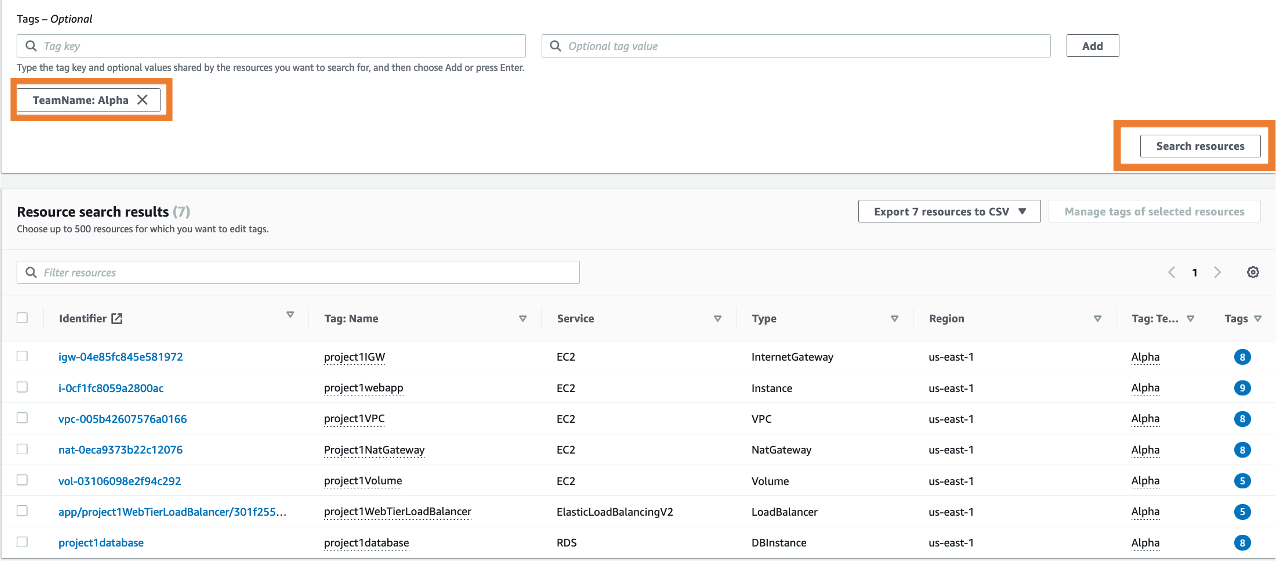 Tags – Optional
Tag key
Optional tag value
Add
Type the tag key and optional values shared by the resources you want to search for, and then choose Add or press Enter.
TeamName: Alpha
Search resources
Resource search results (7)
Export 7 resources to CSV
Manage tags of selected resources
Choose up to 500 resources for which you want to edit tags.
Filter resources
1
Identifier Tag: Name Service Type Region Tag: Te... Tags
igw-04e85fc845e581972 project1IGW EC2 InternetGateway us-east-1 Alpha 8
i-0cf1fc8059a2800ac project1webapp EC2 Instance us-east-1 Alpha 9
vpc-005b42607576a0166 project1VPC EC2 VPC us-east-1 Alpha 8
nat-0eca9373b22c12076 Project1NatGateway EC2 NatGateway us-east-1 Alpha 8
vol-03106098e2f94c292 project1Volume EC2 Volume us-east-1 Alpha 5
app/project1WebTierLoadBalancer/301f255... project1WebTierLoadBalancer ElasticLoadBalancingV2 LoadBalancer us-east-1 Alpha 5
project1database project1database RDS DBInstance us-east-1 Alpha 8